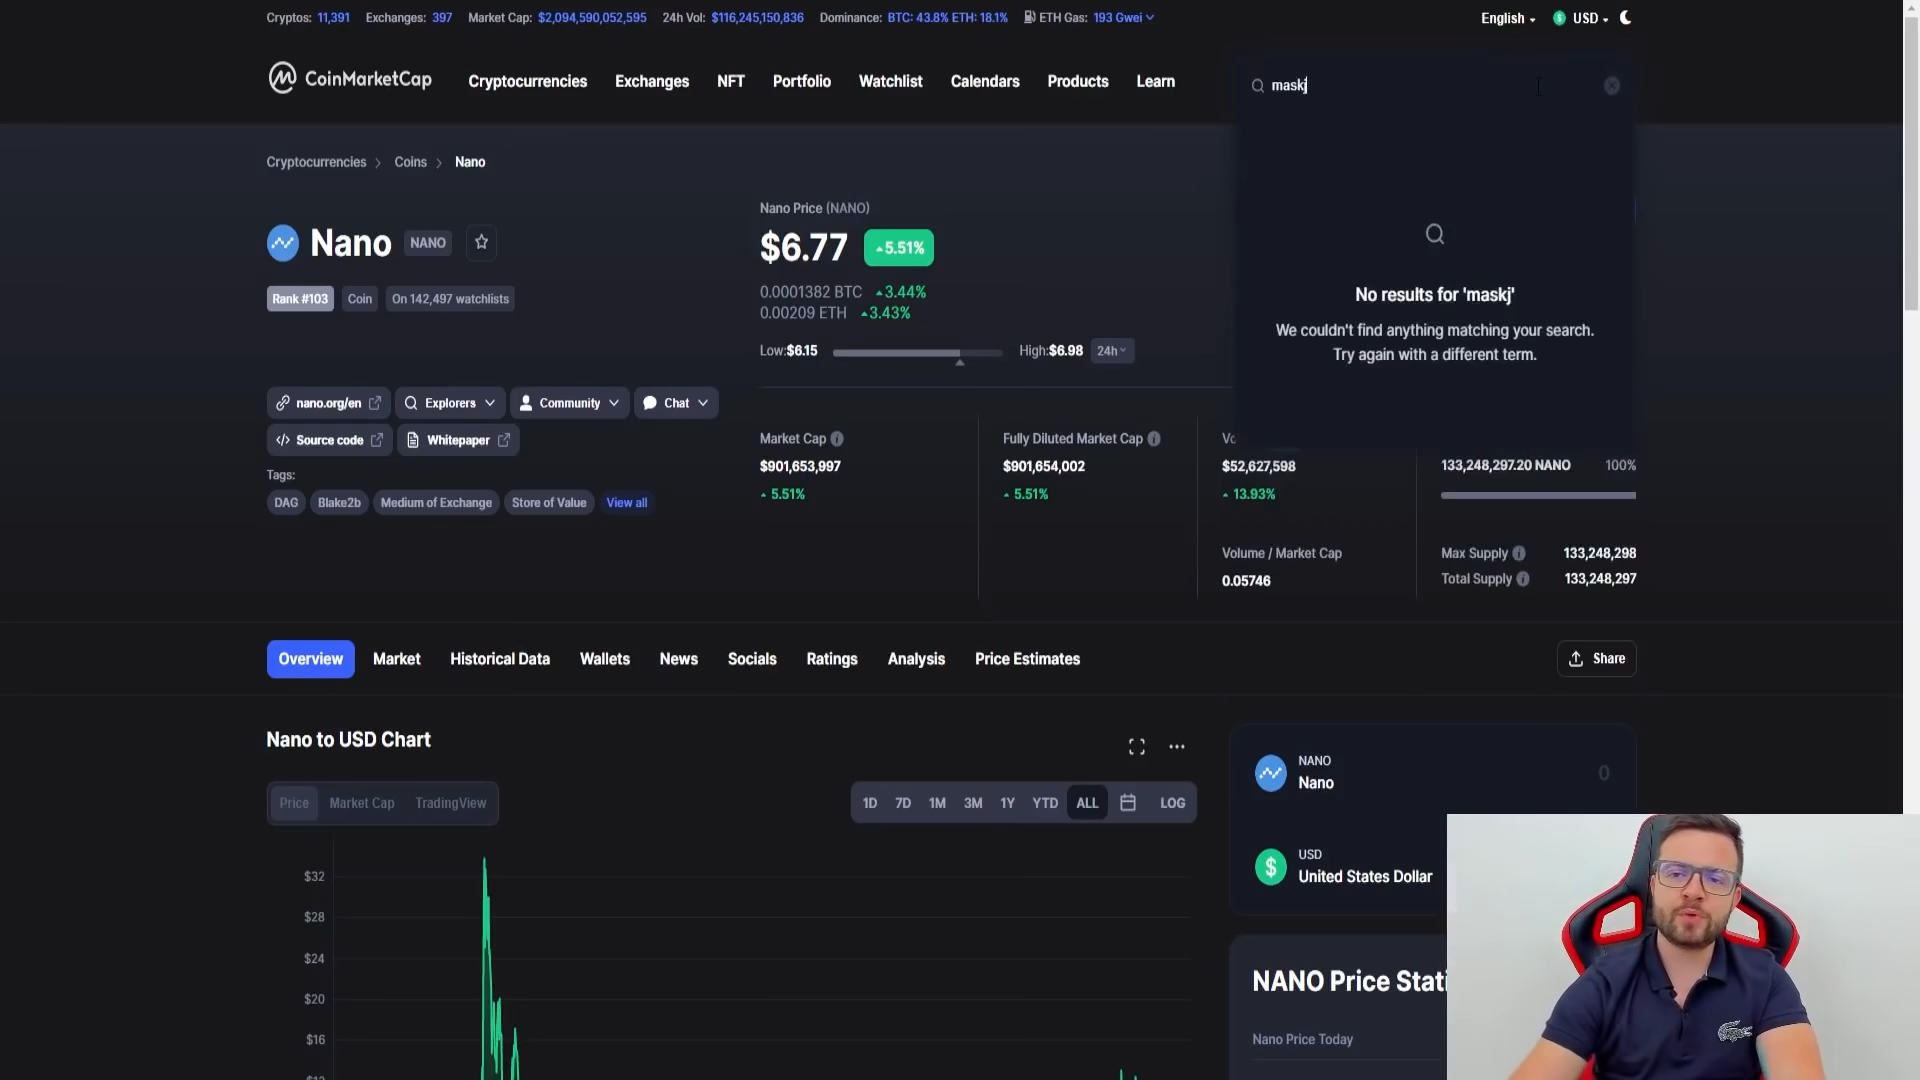 Cryptos: 11,391 Exchanges: 397 Market Cap: $2,094,590,052,595 24h Vol: $116,245,150,836 Dominance: BTC: 43.8% ETH: 18.1% ETH Gas: 193 Gwei
English USD
CoinMarketCap Cryptocurrencies Exchanges NFT Portfolio Watchlist Calendars Products Learn
maskj
Cryptocurrencies Coins Nano
Nano NANO
Rank #103 Coin On 142,497 watchlists
Nano Price (NANO)
$6.77 5.51%
0.0001382 BTC 3.44%
0.00209 ETH 3.43%
Low:$6.15 High:$6.98 24h
No results for 'maskj'
We couldn't find anything matching your search.
Try again with a different term.
nano.org/en Explorers Community Chat
Source code Whitepaper
Tags:
DAG Blake2b Medium of Exchange Store of Value View all
Market Cap
$901,653,997
5.51%
Fully Diluted Market Cap
$901,654,002
5.51%
$52,627,598
13.93%
Volume / Market Cap
0.05746
133,248,297.20 NANO 100%
Max Supply 133,248,298
Total Supply 133,248,297
Overview Market Historical Data Wallets News Socials Ratings Analysis Price Estimates Share
Nano to USD Chart
Price Market Cap TradingView
1D 7D 1M 3M 1Y YTD ALL LOG
$32
$28
$24
$20
$16
NANO
Nano 0
USD
United States Dollar
NANO Price Stati
Nano Price Today